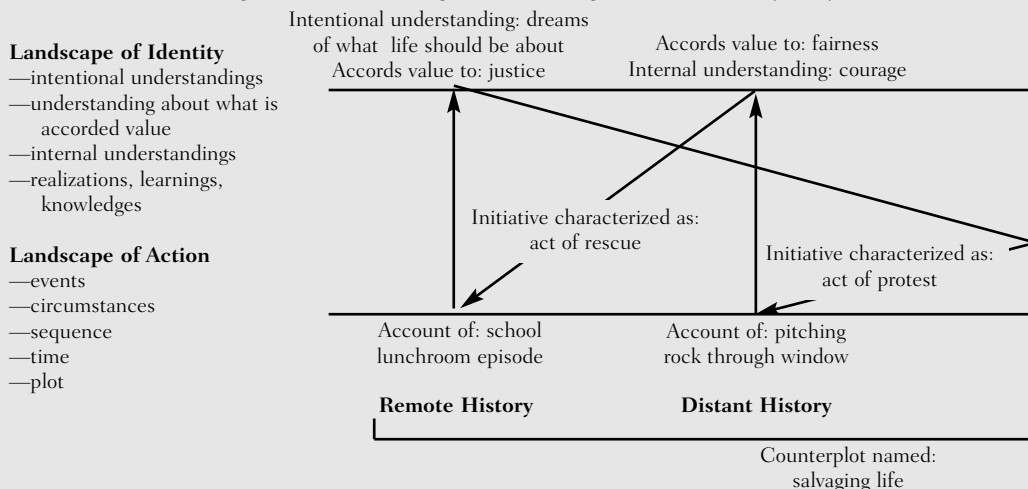 Landscape of Identity
—intentional understandings
—understanding about what is
accorded value
—internal understandings
—realizations, learnings,
knowledges
Landscape of Action
—events
—circumstances
—sequence
—time
—plot
Intentional understanding: dreams
of what life should be about
Accords value to: justice
Accords value to: fairness
Internal understanding: courage
Initiative characterized as:
act of rescue
Initiative characterized as:
act of protest
Account of: school
lunchroom episode
Account of: pitching
rock through window
Remote History
Distant History
Counterplot named:
salvaging life